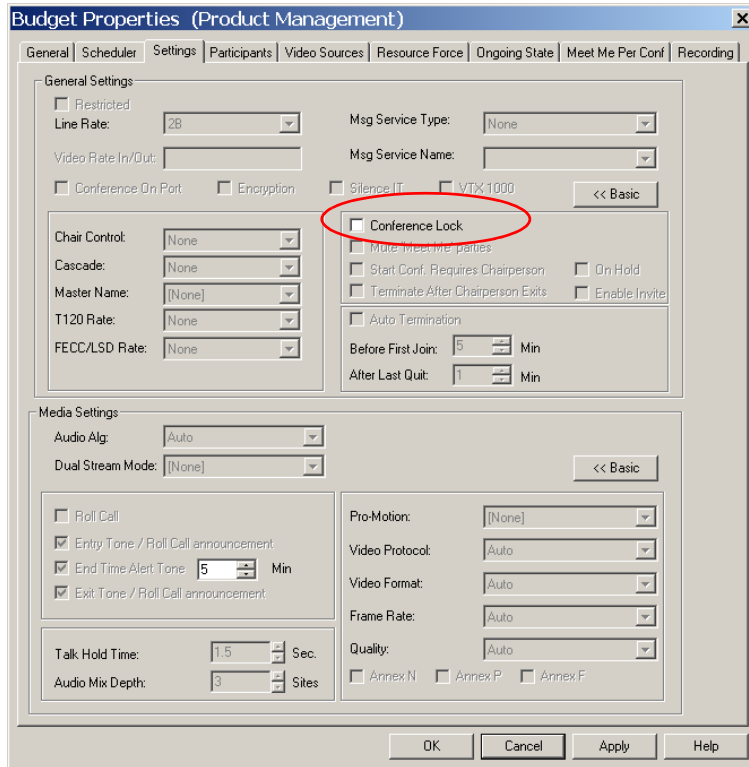 Budget Properties (Product Management)
General Scheduler Settings Participants Video Sources Resource Force Ongoing State Meet Me Per Conf Recording
General Settings
Restricted
Line Rate: 2B Msg Service Type: None
Video Rate In/Out: Msg Service Name:
Conference On Port Encryption Silence IT VTX 1000 << Basic
Conference Lock
Chair Control: None Mute 'Meet Me' parties
Cascade: None Start Conf. Requires Chairperson On Hold
Master Name: [None] Terminate After Chairperson Exits Enable Invite
T120 Rate: None Auto Termination
FECC/LSD Rate: None Before First Join: 5 Min
After Last Quit: 1 Min
Media Settings
Audio Alg: Auto
Dual Stream Mode: [None] << Basic
Roll Call Pro-Motion: [None]
Entry Tone / Roll Call announcement Video Protocol: Auto
End Time Alert Tone 5 Min Video Format: Auto
Exit Tone / Roll Call announcement
Frame Rate: Auto
Talk Hold Time: 1.5 Sec. Quality: Auto
Audio Mix Depth: 3 Sites Annex N Annex P Annex F
OK Cancel Apply Help